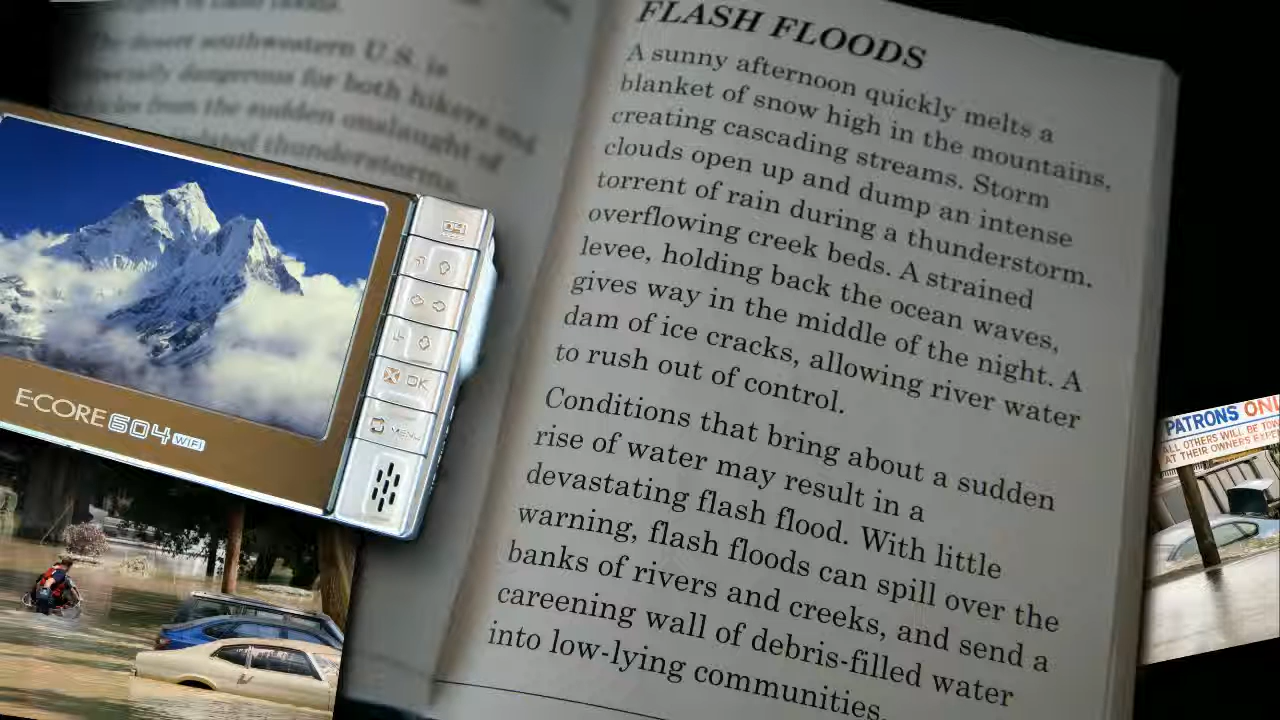 The desert southwestern U.S. is
especially dangerous for both hikers and
vehicles from the sudden onslaught of
thunderstorms.
FLASH FLOODS
A sunny afternoon quickly melts a
blanket of snow high in the mountains,
creating cascading streams. Storm
clouds open up and dump an intense
torrent of rain during a thunderstorm.
overflowing creek beds. A strained
levee, holding back the ocean waves,
gives way in the middle of the night. A
dam of ice cracks, allowing river water
to rush out of control.
Conditions that bring about a sudden
rise of water may result in a
devastating flash flood. With little
warning, flash floods can spill over the
banks of rivers and creeks, and send a
careening wall of debris-filled water
into low-lying communities.
OK
MENU
E-CORE 604 WIFI
PATRONS ONL
ALL OTHERS WILL BE TOW
AT THEIR OWNERS EXPE